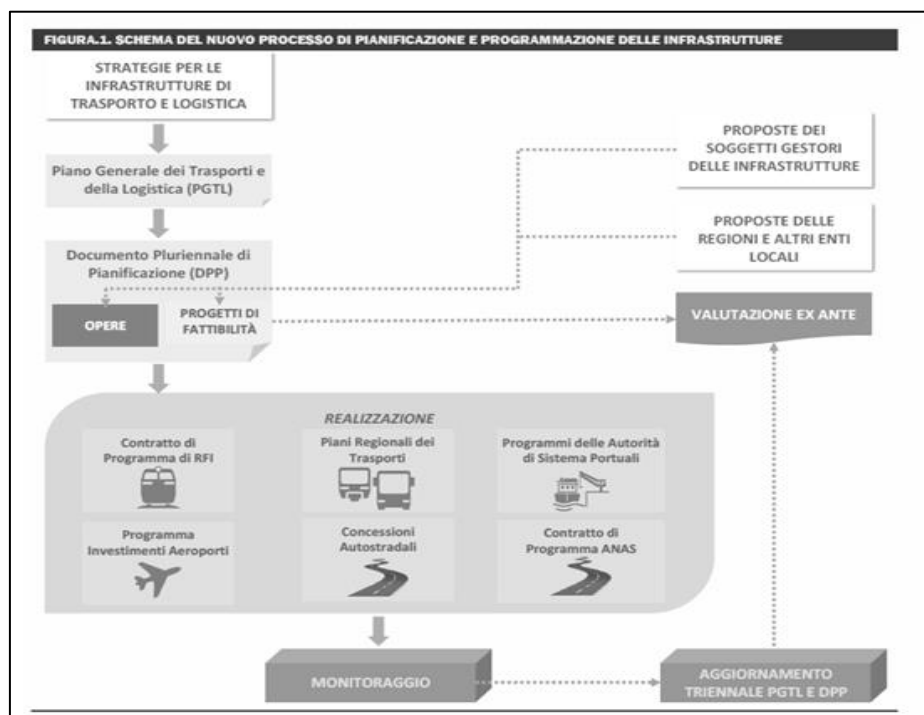 FIGURA.1. SCHEMA DEL NUOVO PROCESSO DI PIANIFICAZIONE E PROGRAMMAZIONE DELLE INFRASTRUTTURE
STRATEGIE PER LE
INFRASTRUTTURE DI
TRASPORTO E LOGISTICA
Piano Generale dei Trasporti e
della Logistica (PGTL)
Documento Pluriennale di
Pianificazione (DPP)
OPERE
PROGETTI DI
FATTIBILITÀ
PROPOSTE DEI
SOGGETTI GESTORI
DELLE INFRASTRUTTURE
PROPOSTE DELLE
REGIONI E ALTRI ENTI
LOCALI
VALUTAZIONE EX ANTE
REALIZZAZIONE
Contratto di
Programma di RFI
Piani Regionali dei
Trasporti
Programmi delle Autorità
di Sistema Portuali
Programma
Investimenti Aeroporti
Concessioni
Autostradali
Contratto di
Programma ANAS
MONITORAGGIO
AGGIORNAMENTO
TRIENNALE PGTL E DPP